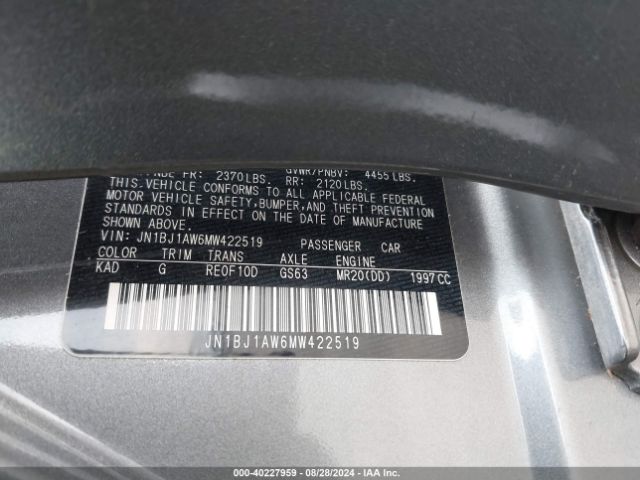 FR: 2370 LBS. GVWR/PNBV: 4455 LBS.
RR: 2120 LBS.
THIS VEHICLE CONFORMS TO ALL APPLICABLE FEDERAL
MOTOR VEHICLE SAFETY, BUMPER, AND THEFT PREVENTION
STANDARDS IN EFFECT ON THE DATE OF MANUFACTURE
SHOWN ABOVE.
VIN: JN1BJ1AW6MW422519 PASSENGER CAR
COLOR TRIM TRANS AXLE ENGINE
KAD G RE0F10D GS63 MR20(DD) 1997CC
JN1BJ1AW6MW422519
000-40227959 | 08/28/2024 | IAA Inc.